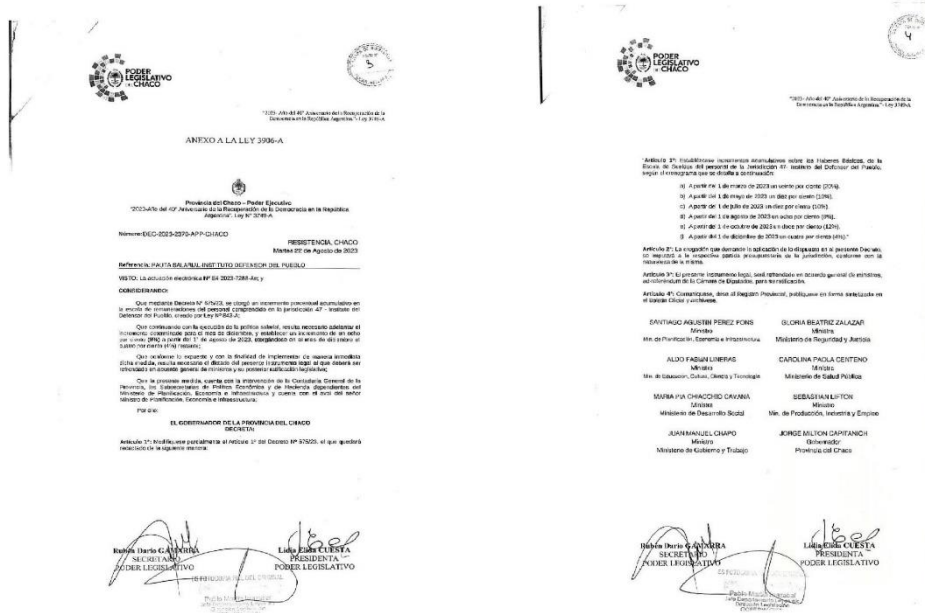 PODER
LEGISLATIVO
DEL CHACO
3
"2023- Año del 40° Aniversario de la Recuperación de la
Democracia en la República Argentina"- Ley 3749-A
ANEXO A LA LEY 3906-A
Provincia del Chaco - Poder Ejecutivo
"2023-Año del 40° Aniversario de la Recuperación de la Democracia en la República
Argentina". Ley N° 3749-A
Número: DEC-2023-2370-APP-CHACO
RESISTENCIA, CHACO
Martes 22 de Agosto de 2023
Referencia: PAUTA SALARIAL INSTITUTO DEFENSOR DEL PUEBLO
VISTO: La actuación electrónica N° E4-2023-7288-Ae; y
CONSIDERANDO:
Que mediante Decreto N° 575/23, se otorgó un incremento porcentual acumulativo en
la escala de remuneraciones del personal comprendido en la jurisdicción 47 - Instituto del
Defensor del Pueblo, creado por Ley N° 843-A;
Que continuando con la ejecución de la política salarial, resulta necesario adelantar el
incremento determinado para el mes de diciembre, y establecer un incremento de un ocho
por ciento (8%) a partir del 1° de agosto de 2023, otorgándose en el mes de diciembre el
cuatro por ciento (4%) restante;
Que conforme lo expuesto y con la finalidad de implementar de manera inmediata
dicha medida, resulta necesario el dictado del presente instrumento legal el que deberá ser
refrendado en acuerdo general de ministros y su posterior ratificación legislativa;
Que la presente medida, cuenta con la intervención de la Contaduría General de la
Provincia, las Subsecretarías de Política Económica y de Hacienda dependientes del
Ministerio de Planificación, Economía e Infraestructura y cuenta con el aval del señor
Ministro de Planificación, Economía e Infraestructura;
Por ello;
EL GOBERNADOR DE LA PROVINCIA DEL CHACO
DECRETA:
Artículo 1°: Modifíquese parcialmente el Artículo 1° del Decreto N° 575/23, el que quedará
redactado de la siguiente manera:
Rubén Darío GAMARRA
SECRETARIO
PODER LEGISLATIVO
Lidia Élida CUESTA
PRESIDENTA
PODER LEGISLATIVO
ES FOTOCOPIA FIEL DEL ORIGINAL
PODER
LEGISLATIVO
DEL CHACO
4
"2023- Año del 40° Aniversario de la Recuperación de la
Democracia en la República Argentina"- Ley 3749-A
"Artículo 1°: Establécense incrementos acumulativos sobre los Haberes Básicos, de la
Escala de Sueldos del personal de la Jurisdicción 47- Instituto del Defensor del Pueblo,
según el cronograma que se detalla a continuación:
a) A partir del 1 de marzo de 2023 un veinte por ciento (20%).
b) A partir del 1 de mayo de 2023 un diez por ciento (10%).
c) A partir del 1 de julio de 2023 un diez por ciento (10%).
d) A partir del 1 de agosto de 2023 un ocho por ciento (8%).
e) A partir del 1 de octubre de 2023 un doce por ciento (12%).
f) A partir del 1 de diciembre de 2023 un cuatro por ciento (4%)."
Artículo 2°: La erogación que demande la aplicación de lo dispuesto en el presente Decreto,
se imputará a la respectiva partida presupuestaria de la jurisdicción, conforme con la
naturaleza de la misma.
Artículo 3°: El presente instrumento legal, será refrendado en acuerdo general de ministros,
ad-referéndum de la Cámara de Diputados, para su ratificación.
Artículo 4°: Comuníquese, dése al Registro Provincial, publíquese en forma sintetizada en
el Boletín Oficial y archívese.
SANTIAGO AGUSTIN PEREZ PONS
Ministro
Min. de Planificación, Economía e Infraestructura
GLORIA BEATRIZ ZALAZAR
Ministro
Ministerio de Seguridad y Justicia
ALDO FABIAN LINERAS
Ministro
Min. de Educación, Cultura, Ciencia y Tecnología
CAROLINA PAOLA CENTENO
Ministro
Ministerio de Salud Pública
MARIA PIA CHIACCHIO CAVANA
Ministra
Ministerio de Desarrollo Social
SEBASTIAN LIFTON
Ministro
Min. de Producción, Industria y Empleo
JUAN MANUEL CHAPO
Ministro
Ministerio de Gobierno y Trabajo
JORGE MILTON CAPITANICH
Gobernador
Provincia del Chaco
Rubén Darío GAMARRA
SECRETARIO
PODER LEGISLATIVO
Lidia Élida CUESTA
PRESIDENTA
PODER LEGISLATIVO